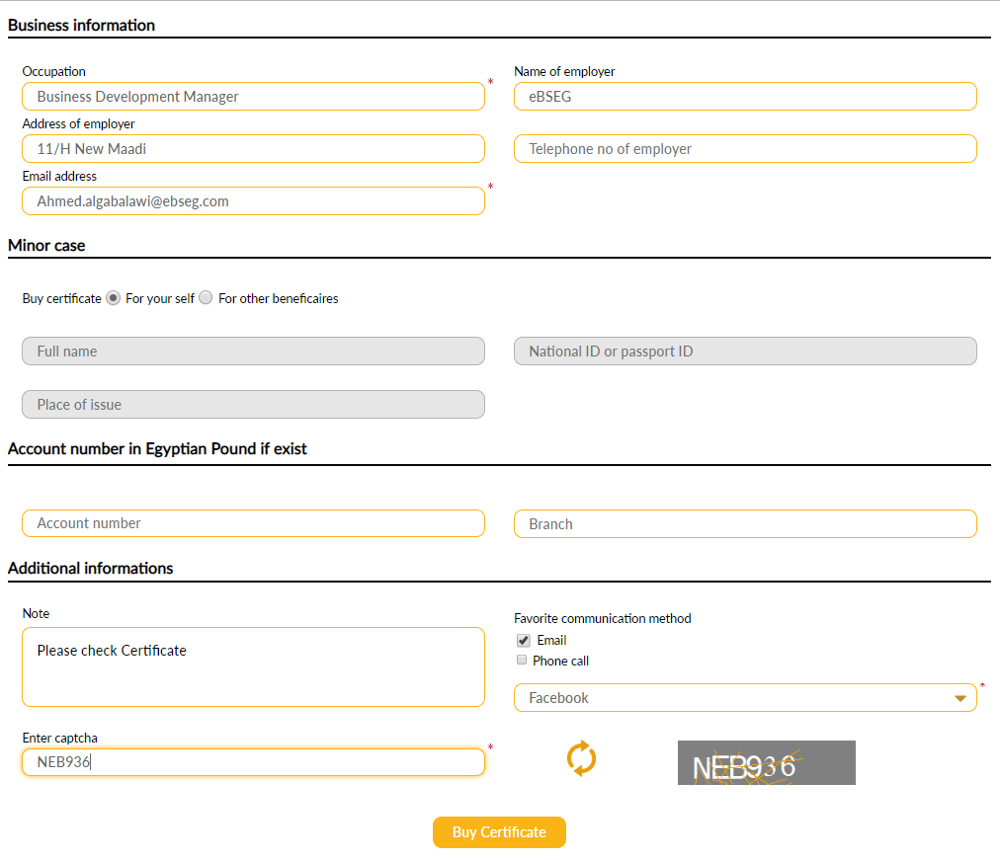 Business information
Occupation
*
Name of employer
Business Development Manager
eBSEG
Address of employer
11/H New Maadi
Telephone no of employer
Email address
*
Ahmed.algabalawi@ebseg.com
Minor case
Buy certificate For your self For other beneficaires
Full name
National ID or passport ID
Place of issue
Account number in Egyptian Pound if exist
Account number
Branch
Additional informations
Note
Please check Certificate
Favorite communication method
Email
Phone call
*
Facebook
Enter captcha
*
NEB936
NEB936
Buy Certificate